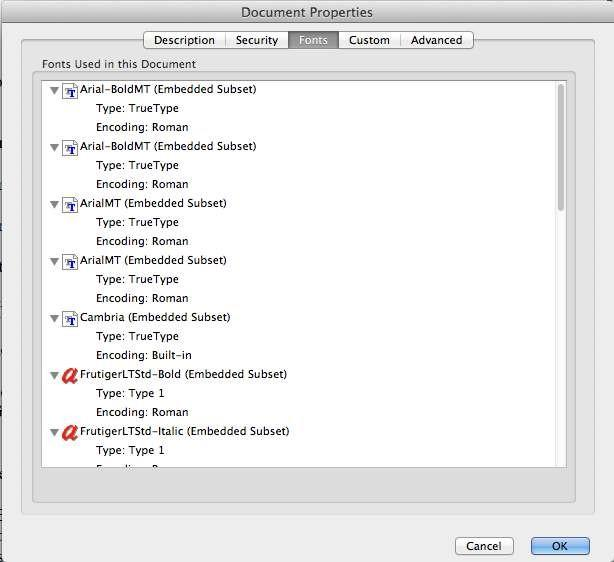 Document Properties
Description Security Fonts Custom Advanced
Fonts Used in this Document
Arial-BoldMT (Embedded Subset)
Type: TrueType
Encoding: Roman
Arial-BoldMT (Embedded Subset)
Type: TrueType
Encoding: Roman
ArialMT (Embedded Subset)
Type: TrueType
Encoding: Roman
ArialMT (Embedded Subset)
Type: TrueType
Encoding: Roman
Cambria (Embedded Subset)
Type: TrueType
Encoding: Built-in
FrutigerLTStd-Bold (Embedded Subset)
Type: Type 1
Encoding: Roman
FrutigerLTStd-Italic (Embedded Subset)
Type: Type 1
Cancel OK